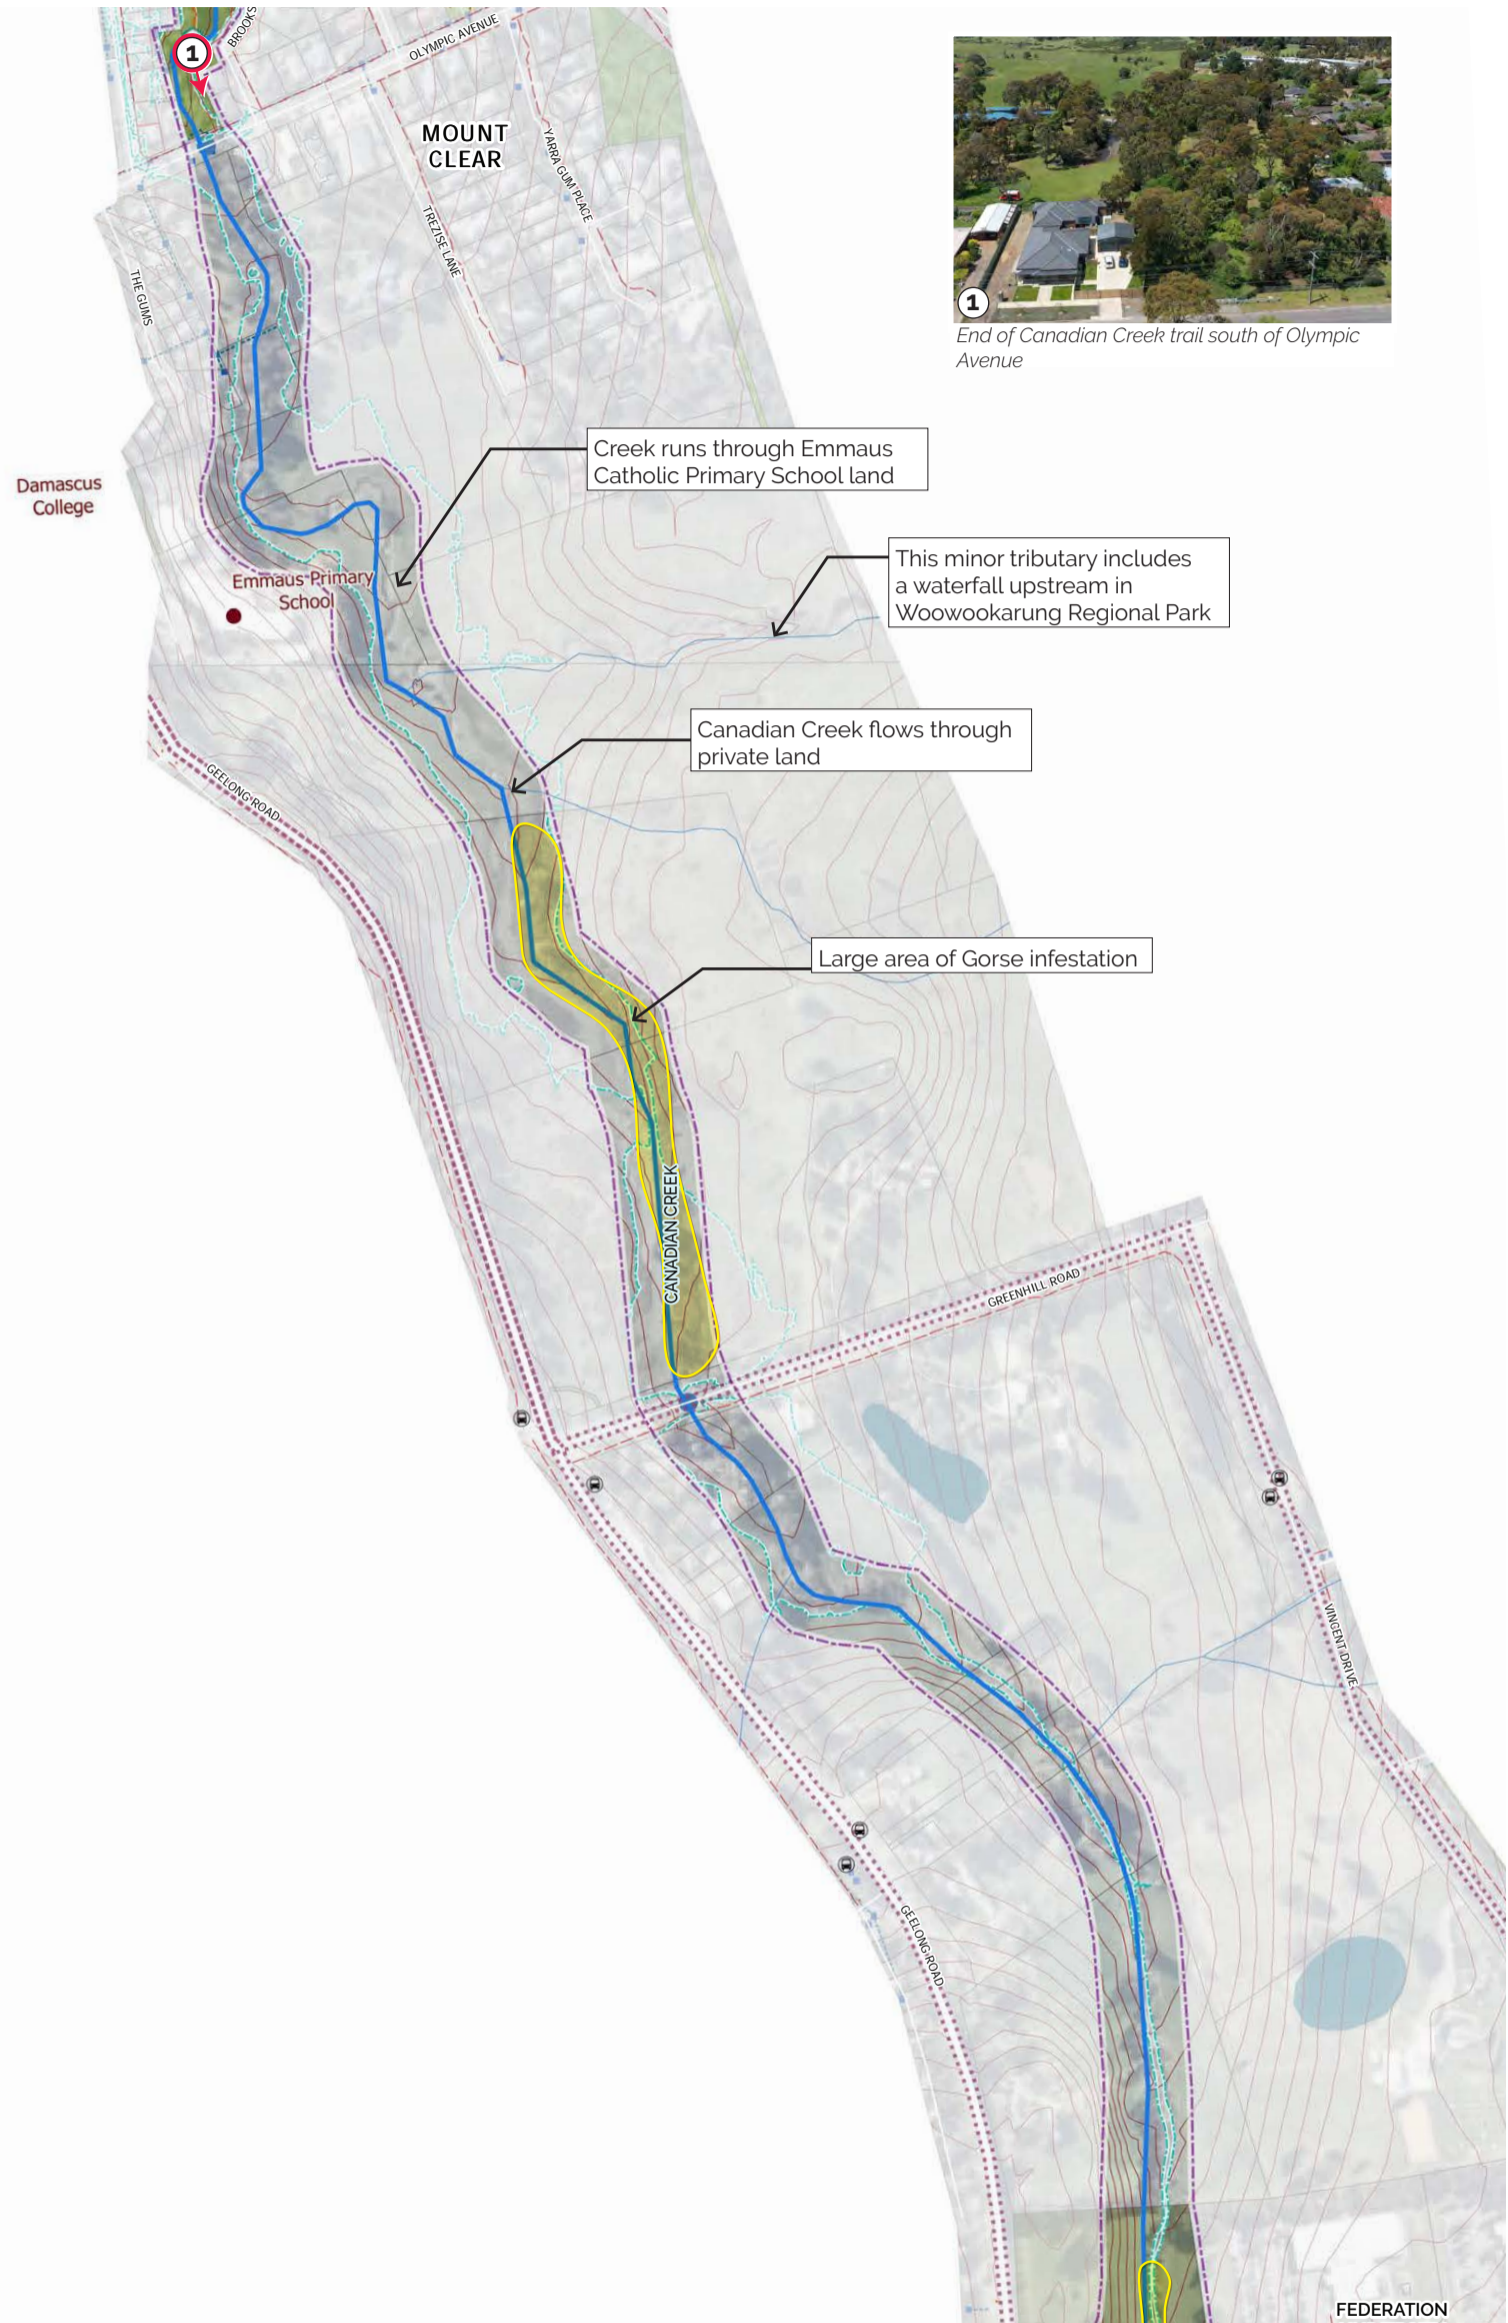 1
BROOKS
OLYMPIC AVENUE
MOUNT
CLEAR
YARRA GUM PLACE
TREZISE LANE
THE GUMS
1
End of Canadian Creek trail south of Olympic
Avenue
Creek runs through Emmaus
Catholic Primary School land
Damascus
College
This minor tributary includes
a waterfall upstream in
Woowookarung Regional Park
Emmaus Primary
School
Canadian Creek flows through
private land
GEELONG ROAD
Large area of Gorse infestation
CANADIAN CREEK
GREENHILL ROAD
VINCENT DRIVE
GEELONG ROAD
FEDERATION